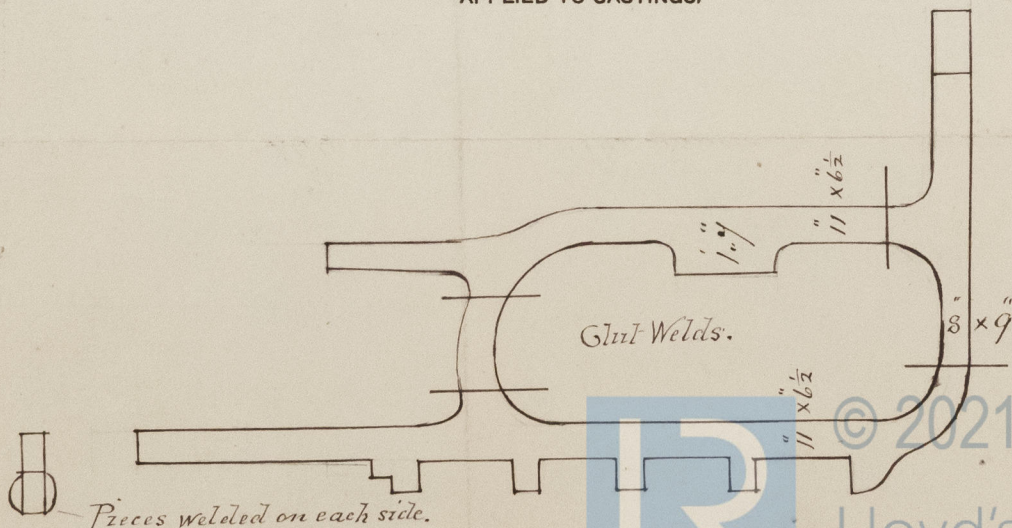 APPLIED TO CASTINGS.
11" x 6½
1'.9"
Glut Welds.
8" x 9"
11" x 6½
© 2021
Lloyd's
Pieces welded on each side.